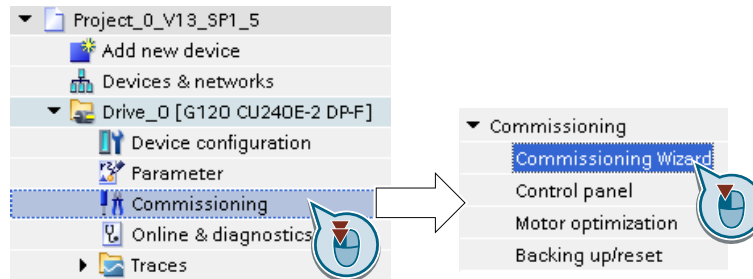 Project_0_V13_SP1_5
Add new device
Devices & networks
Drive_0 [G120 CU240E-2 DP-F]
Device configuration
Parameter
Commissioning
Online & diagnostics
Traces
Commissioning
Commissioning Wizard
Control panel
Motor optimization
Backing up/reset